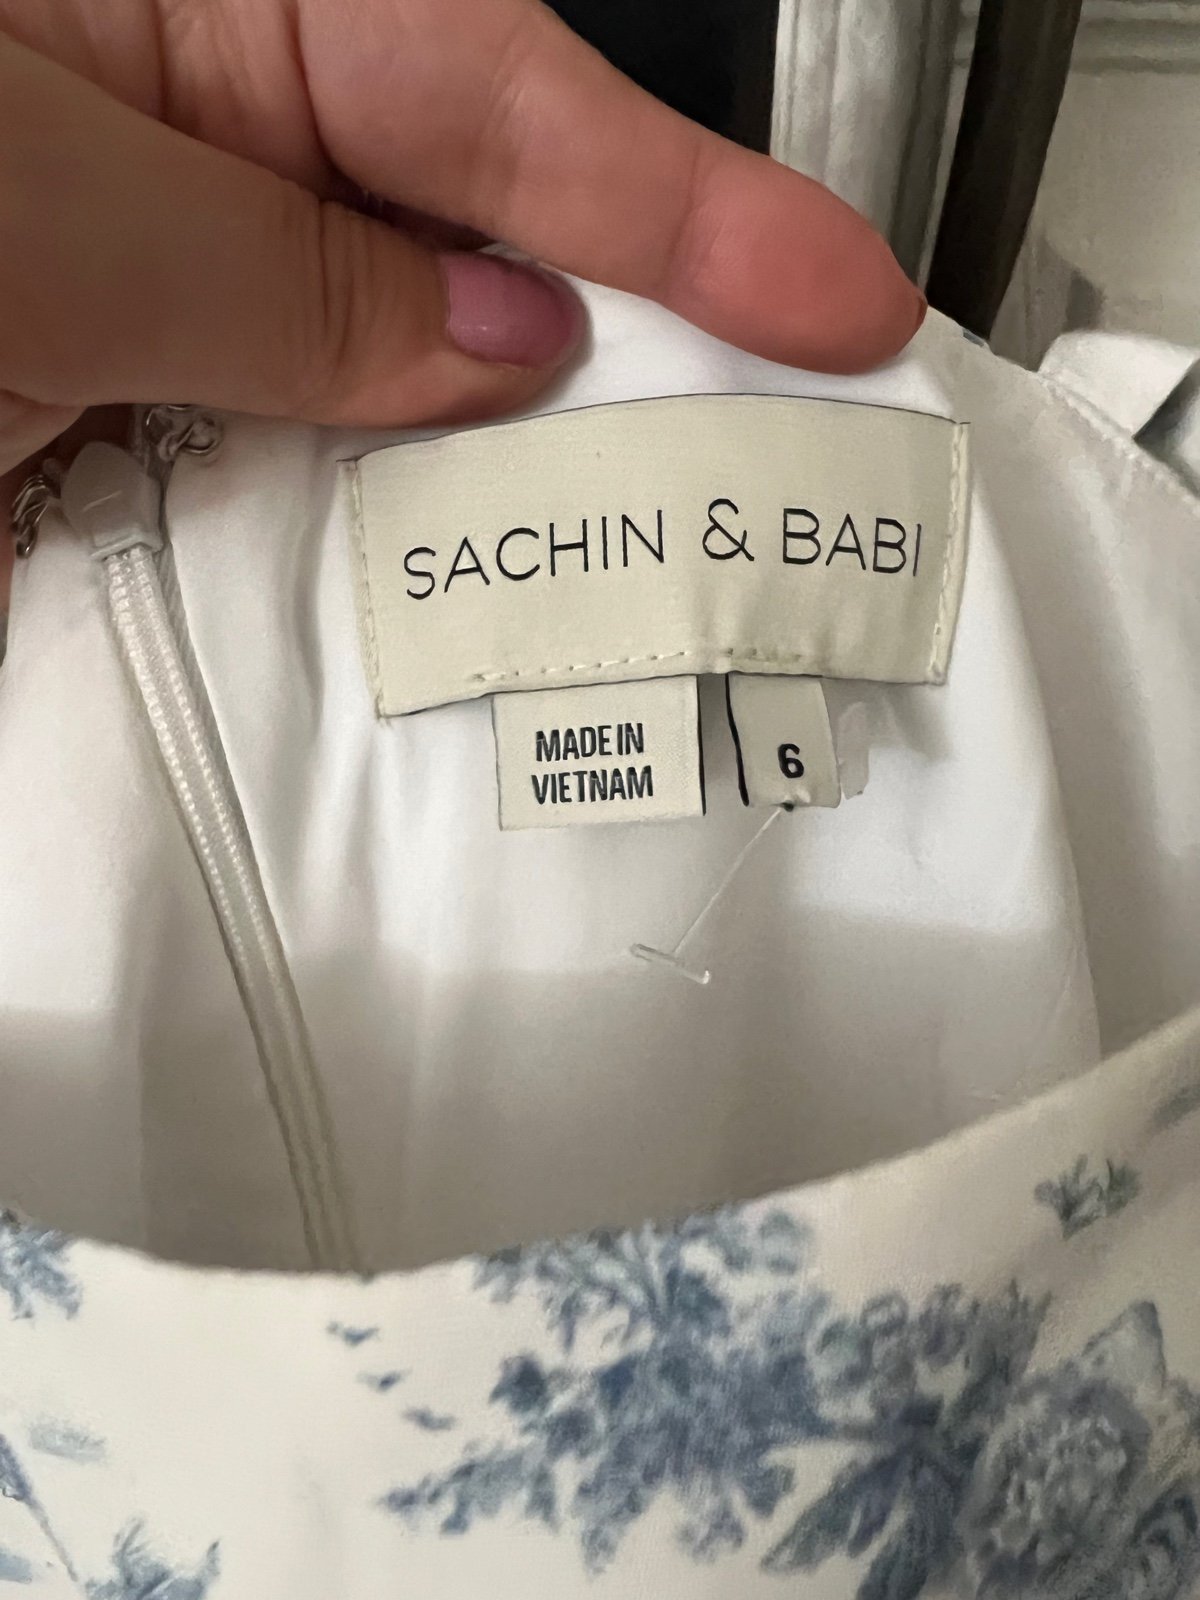 SACHIN & BABI
MADE IN
VIETNAM
6